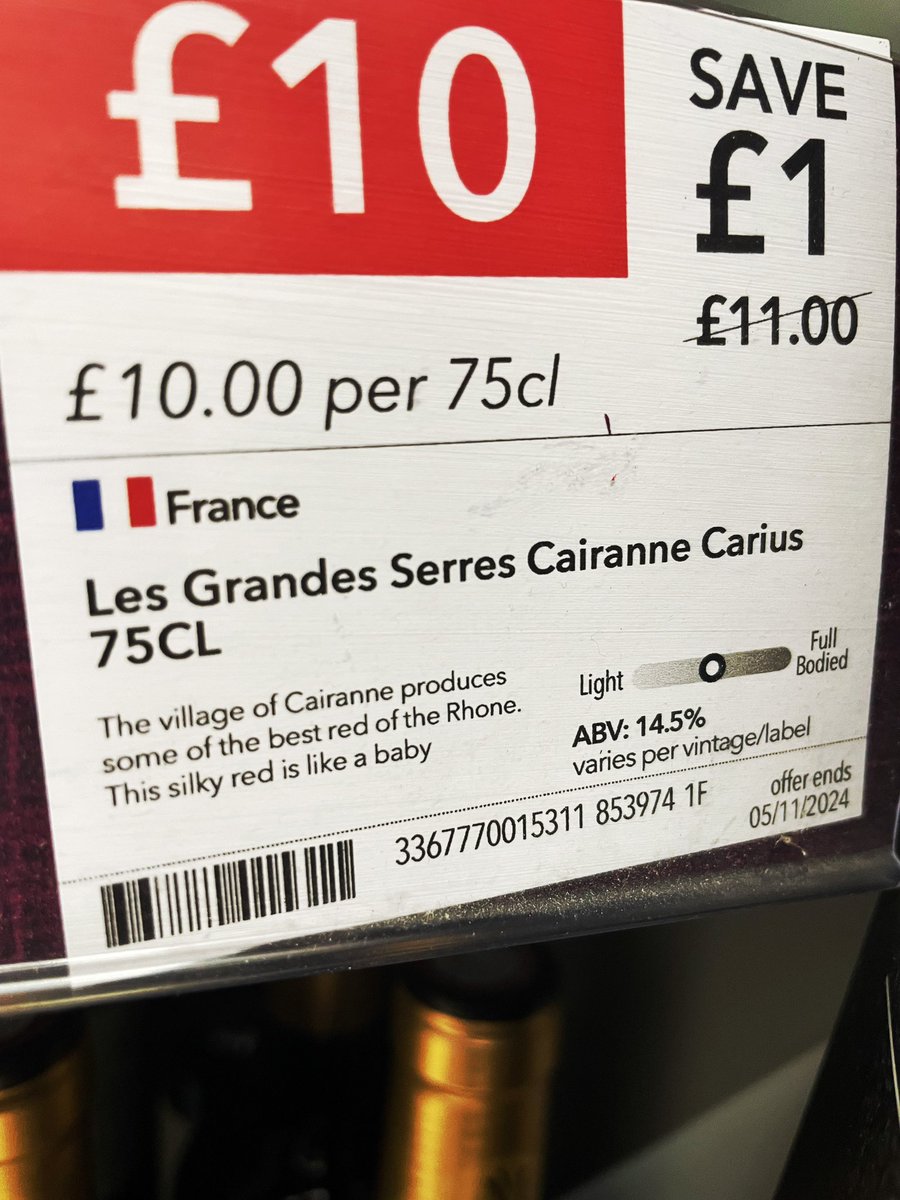 £10
SAVE
£1
£11.00
£10.00 per 75cl
France
Les Grandes Serres Cairanne Carius
75CL
The village of Cairanne produces
some of the best red of the Rhone.
This silky red is like a baby
Light
Full
Bodied
ABV: 14.5%
varies per vintage/label
3367770015311 853974 1F
offer ends
05/11/2024